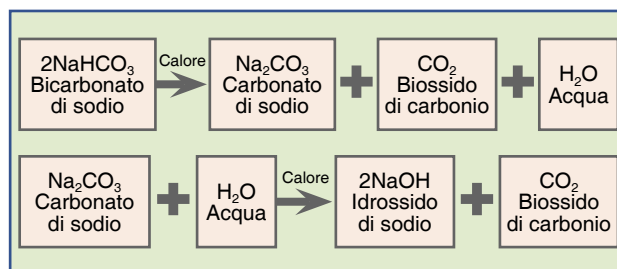 2NaHCO₃
Bicarbonato
di sodio
Calore
Na₂CO₃
Carbonato
di sodio
+
CO₂
Biossido
di carbonio
+
H₂O
Acqua
Na₂CO₃
Carbonato
di sodio
+
H₂O
Acqua
Calore
2NaOH
Idrossido
di sodio
+
CO₂
Biossido
di carbonio